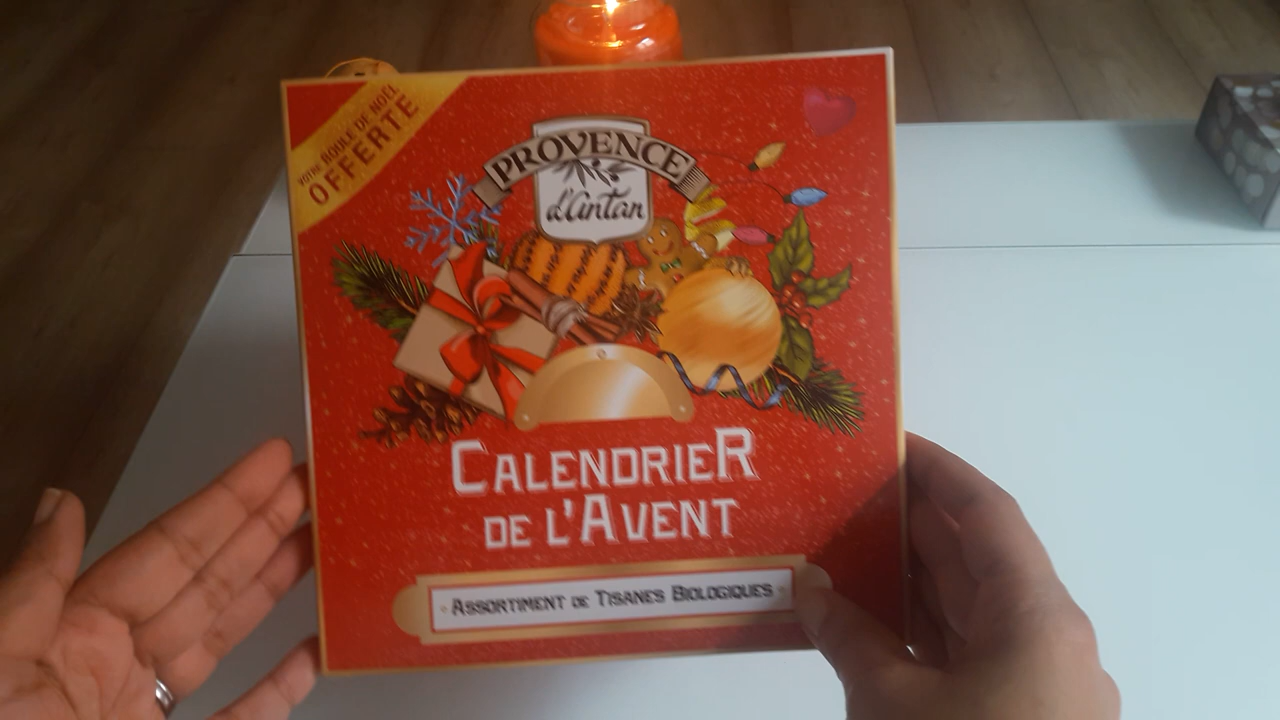 VOTRE BOULE DE NOËL
OFFERTE
PROVENCE
d'Antan
CALENDRIER
DE L'AVENT
· ASSORTIMENT DE TISANES BIOLOGIQUES ·